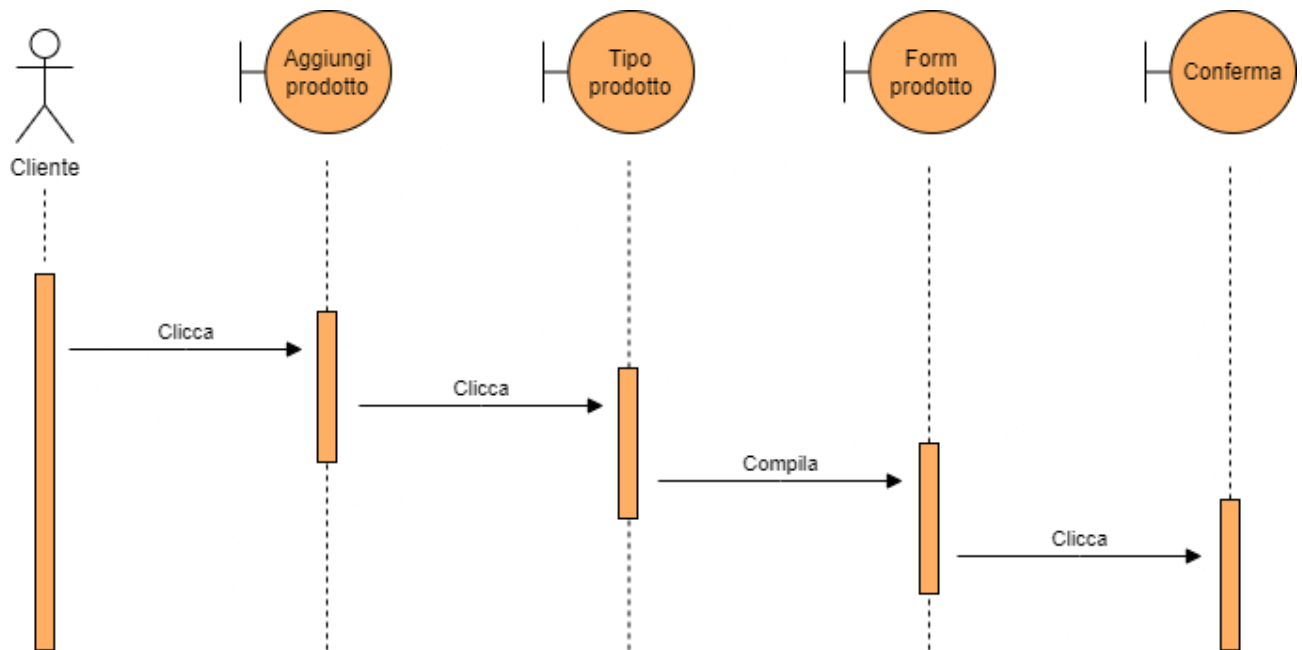 Aggiungi
prodotto
Tipo
prodotto
Form
prodotto
Conferma
Cliente
Clicca
Clicca
Compila
Clicca